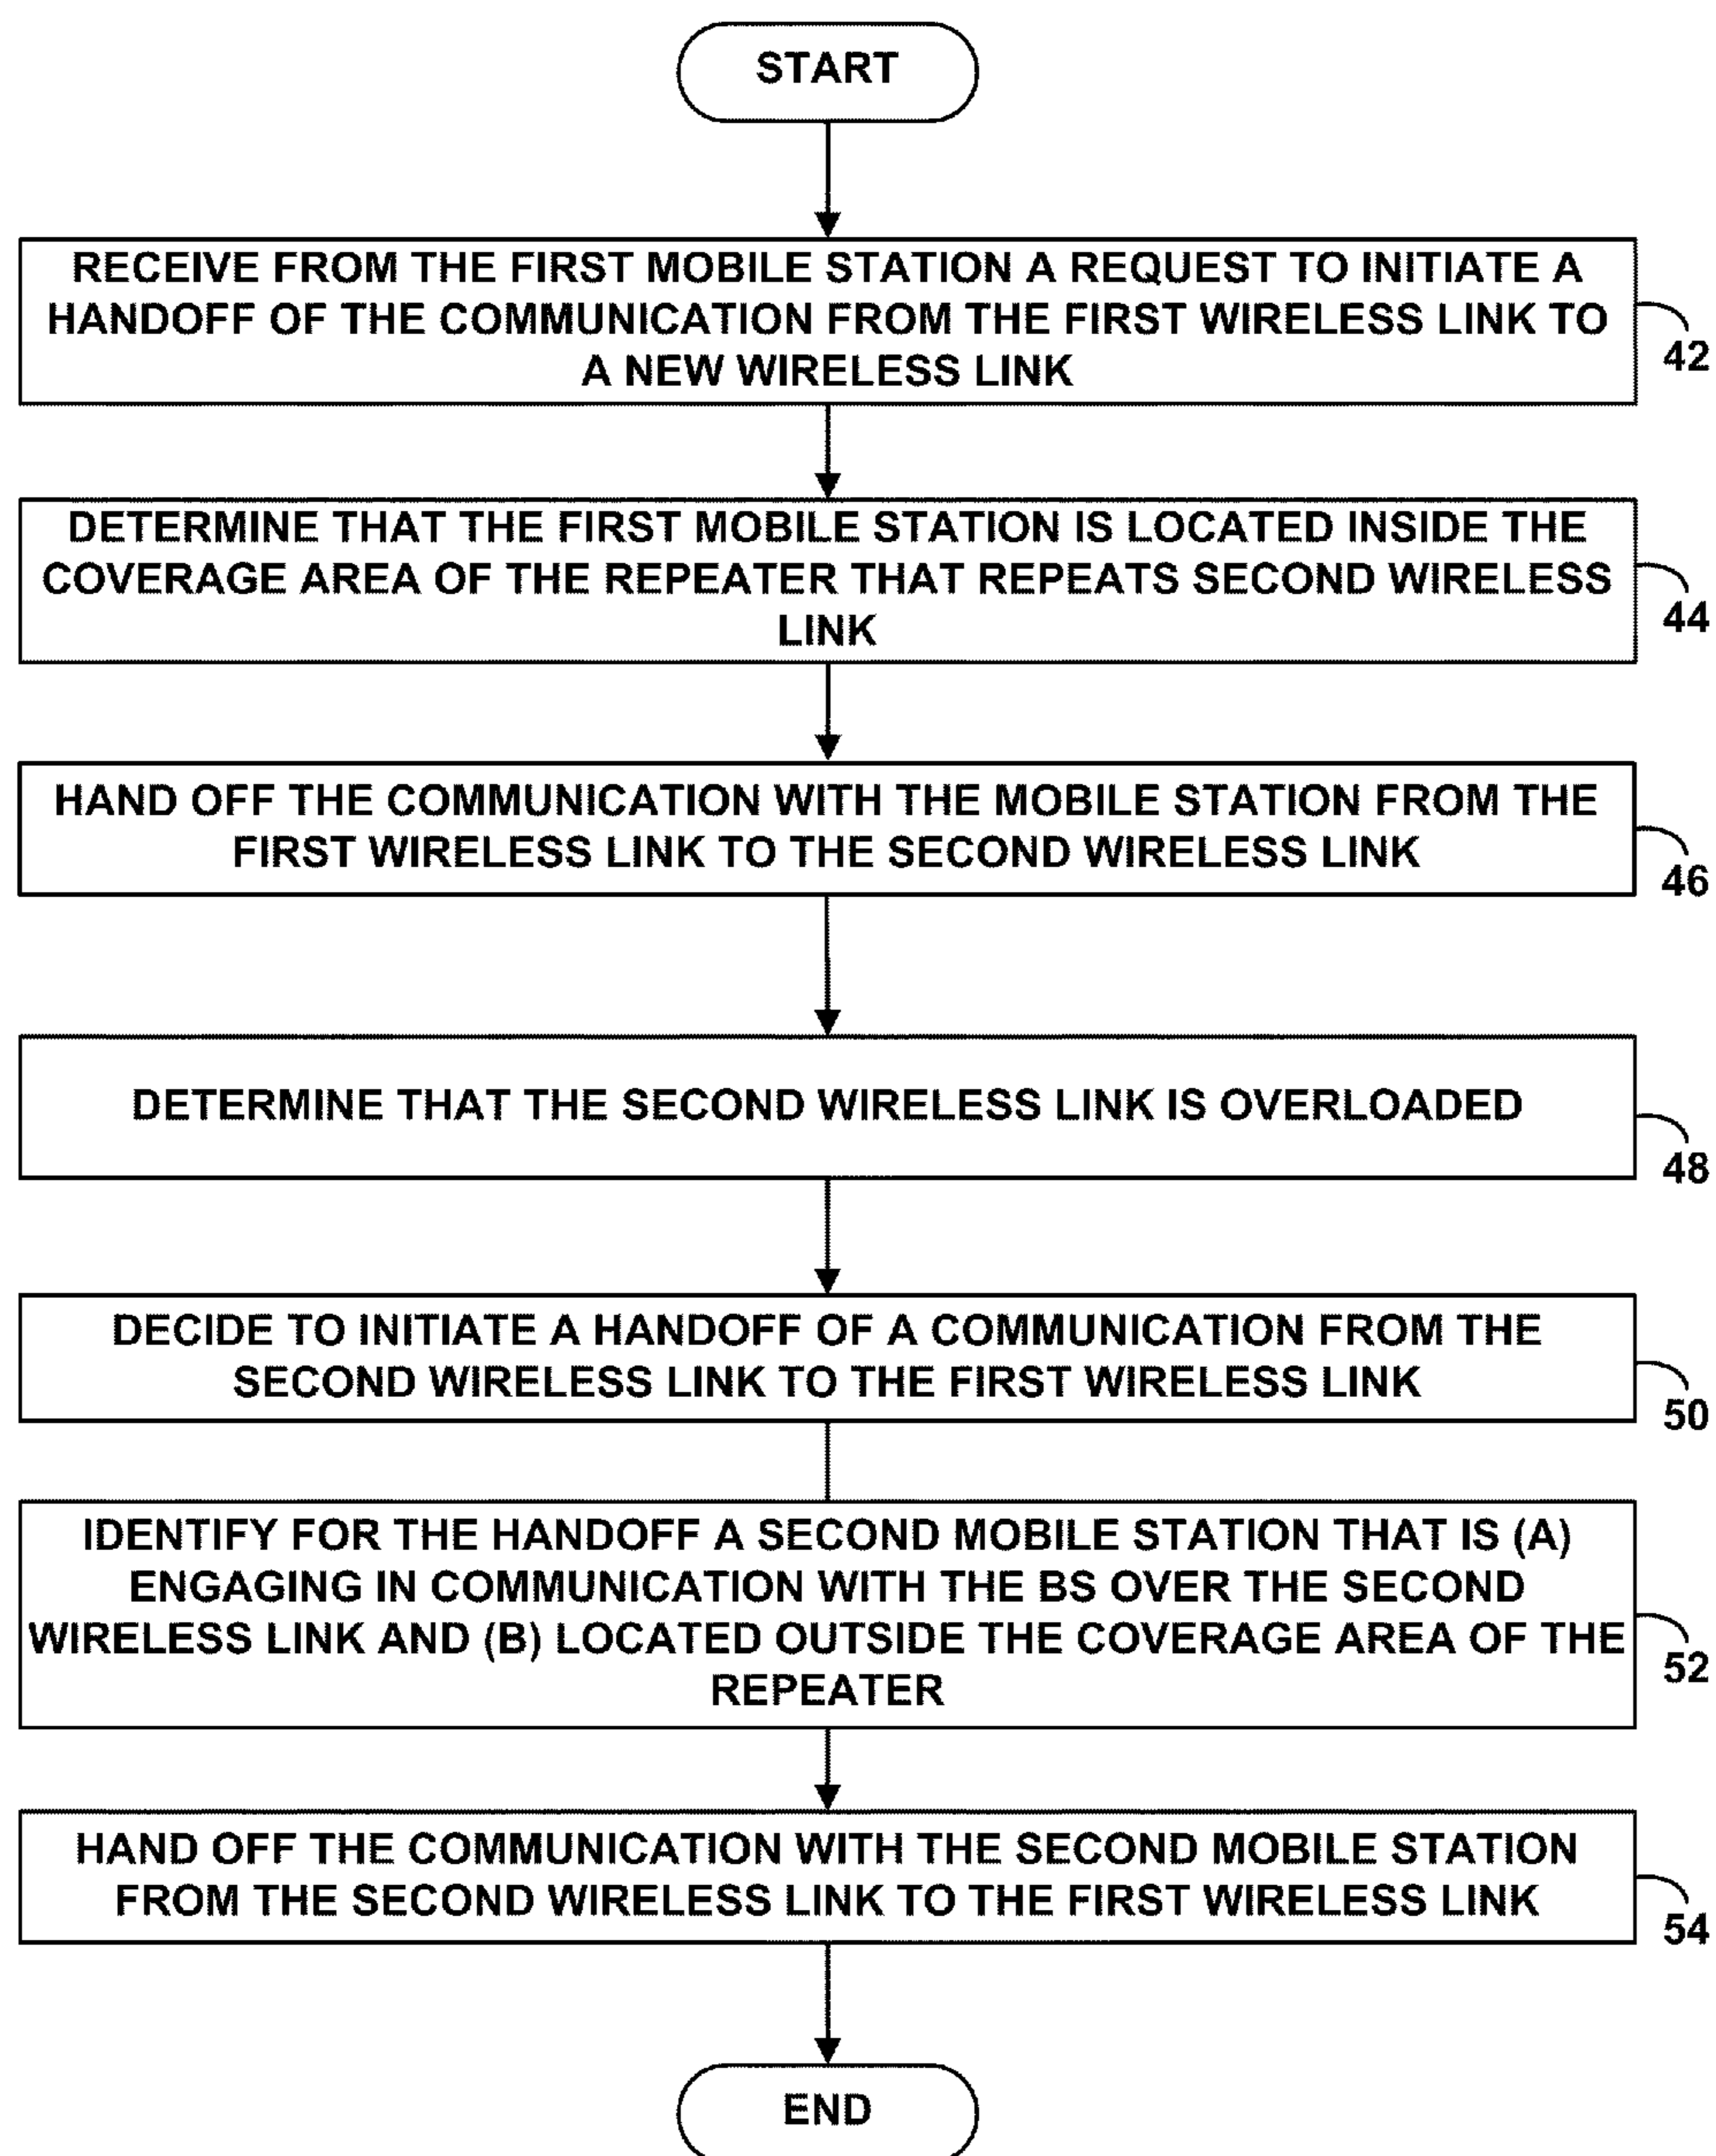 START
RECEIVE FROM THE FIRST MOBILE STATION A REQUEST TO INITIATE A
HANDOFF OF THE COMMUNICATION FROM THE FIRST WIRELESS LINK TO
A NEW WIRELESS LINK
42
DETERMINE THAT THE FIRST MOBILE STATION IS LOCATED INSIDE THE
COVERAGE AREA OF THE REPEATER THAT REPEATS SECOND WIRELESS
LINK
44
HAND OFF THE COMMUNICATION WITH THE MOBILE STATION FROM THE
FIRST WIRELESS LINK TO THE SECOND WIRELESS LINK
46
DETERMINE THAT THE SECOND WIRELESS LINK IS OVERLOADED
48
DECIDE TO INITIATE A HANDOFF OF A COMMUNICATION FROM THE
SECOND WIRELESS LINK TO THE FIRST WIRELESS LINK
50
IDENTIFY FOR THE HANDOFF A SECOND MOBILE STATION THAT IS (A)
ENGAGING IN COMMUNICATION WITH THE BS OVER THE SECOND
WIRELESS LINK AND (B) LOCATED OUTSIDE THE COVERAGE AREA OF THE
REPEATER
52
HAND OFF THE COMMUNICATION WITH THE SECOND MOBILE STATION
FROM THE SECOND WIRELESS LINK TO THE FIRST WIRELESS LINK
54
END